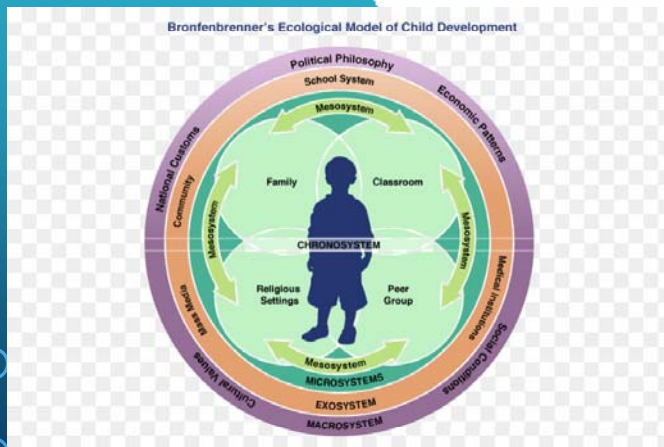 Bronfenbrenner's Ecological Model of Child Development
Political Philosophy
School System
Economic Patterns
Mesosystem
National Customs
Community
Family
Classroom
Mesosystem
Mesosystem
CHRONOSYSTEM
Religious
Settings
Peer
Group
Mass Media
Medical Institutions
Cultural Values
Social Conditions
Mesosystem
MICROSYSTEMS
EXOSYSTEM
MACROSYSTEM